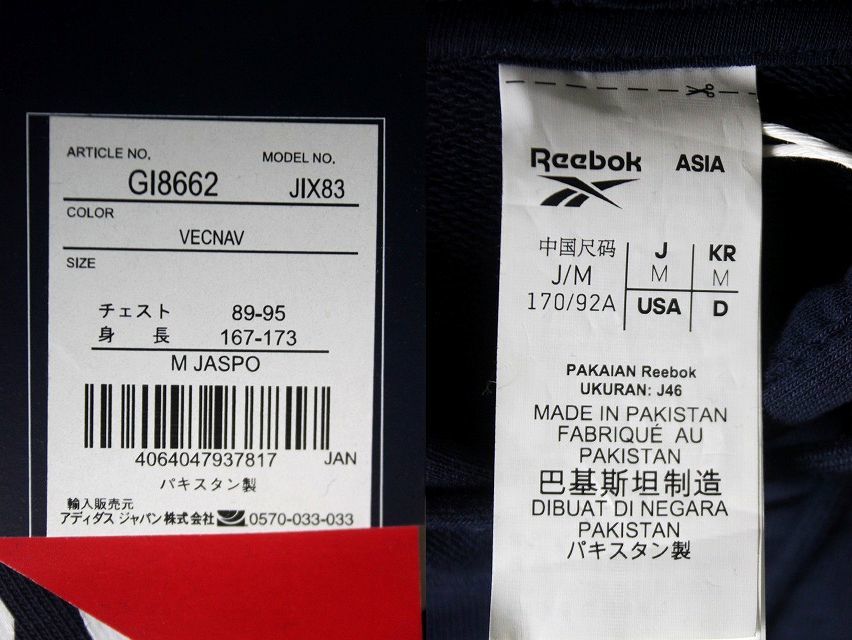 ARTICLE NO. MODEL NO.
GI8662 JIX83
COLOR
VECNAV
SIZE
チェスト 89-95
身長 167-173
M JASPO
4064047937817 JAN
パキスタン製
輸入販売元
アディダス ジャパン株式会社 0570-033-033
Reebok ASIA
中国尺码 J KR
J/M M M
170/92A USA D
PAKAIAN Reebok
UKURAN: J46
MADE IN PAKISTAN
FABRIQUÉ AU
PAKISTAN
巴基斯坦制造
DIBUAT DI NEGARA
PAKISTAN
パキスタン製